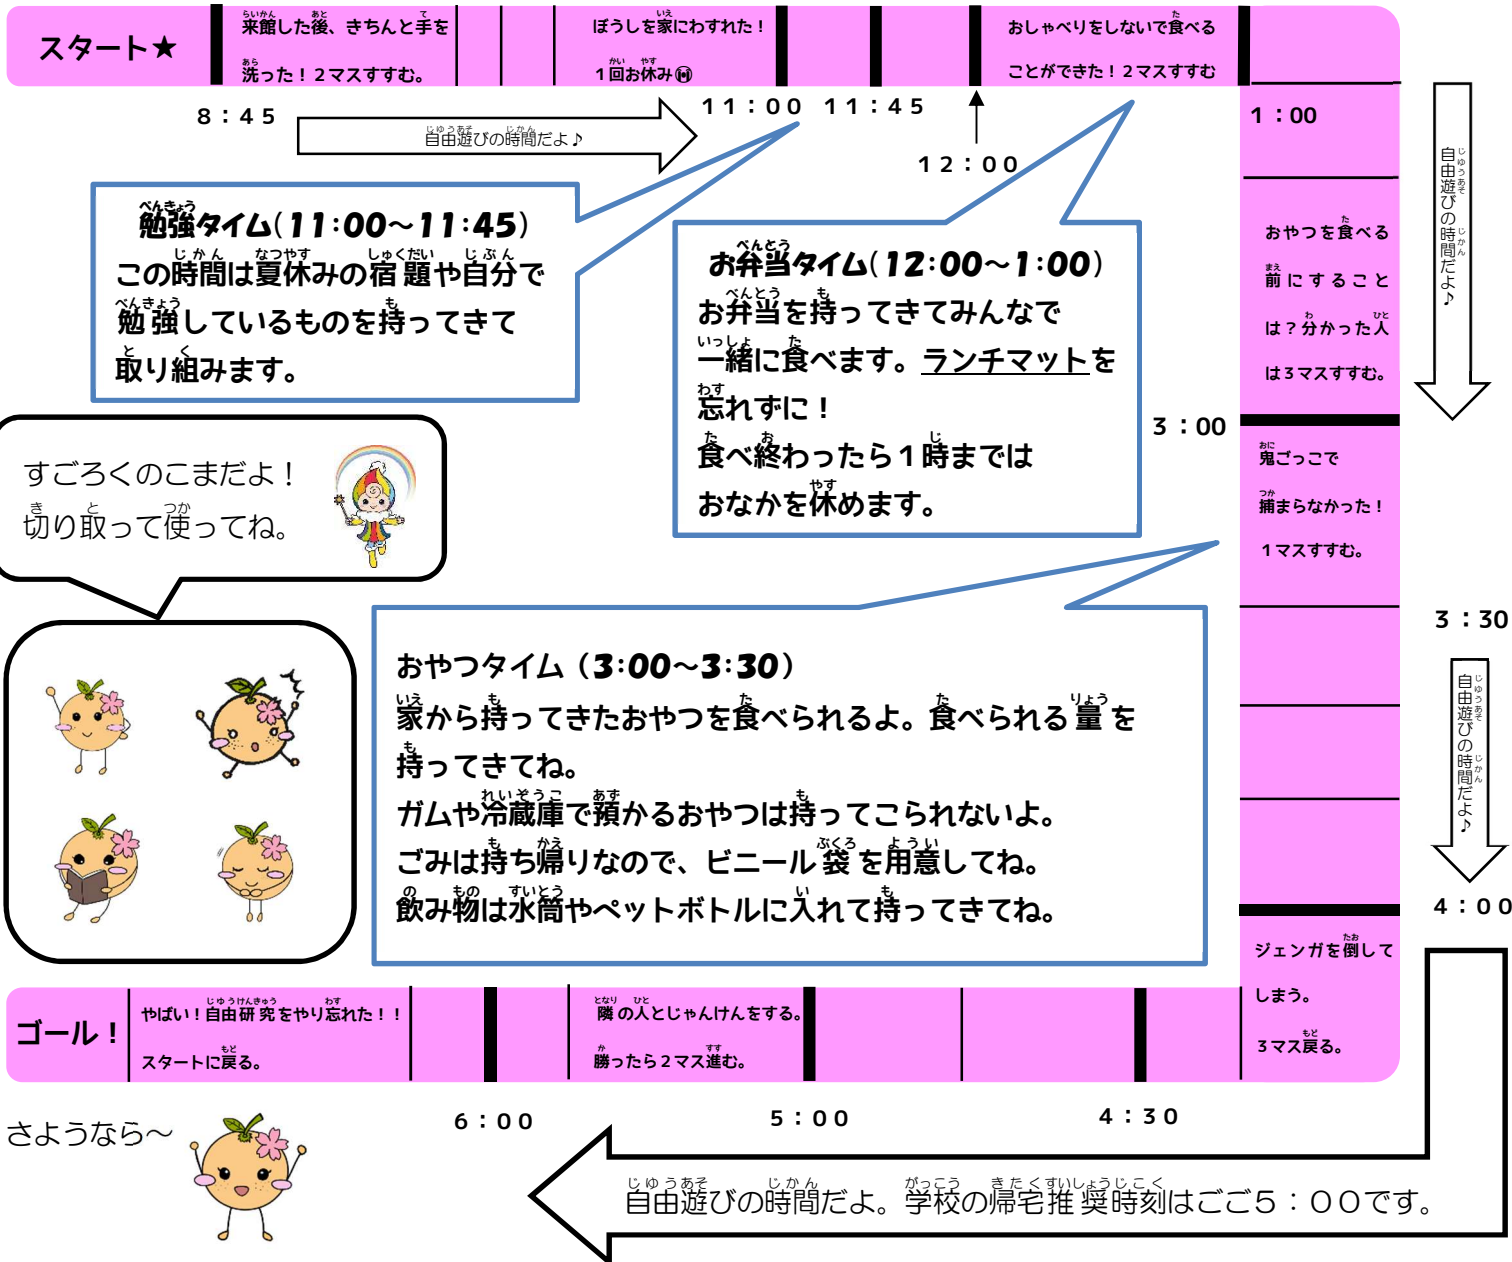 スタート★
来館した後、きちんと手を
洗った！２マスすすむ。
ぼうしを家にわすれた！
１回お休み
おしゃべりをしないで食べる
ことができた！２マスすすむ
８：４５
自由遊びの時間だよ♪
１１：００
１１：４５
１２：００
１：００
自由遊びの時間だよ♪
勉強タイム（11：00～11：45）
この時間は夏休みの宿題や自分で
勉強しているものを持ってきて
取り組みます。
お弁当タイム（12：00～1：00）
お弁当を持ってきてみんなで
一緒に食べます。ランチマットを
忘れずに！
食べ終わったら１時までは
おなかを休めます。
おやつを食べる
前にすること
は？分かった人
は３マスすすむ。
３：００
鬼ごっこで
捕まらなかった！
１マスすすむ。
すごろくのこまだよ！
切り取って使ってね。
３：３０
自由遊びの時間だよ♪
おやつタイム（3：00～3：30）
家から持ってきたおやつを食べられるよ。食べられる量を
持ってきてね。
ガムや冷蔵庫で預かるおやつは持ってこられないよ。
ごみは持ち帰りなので、ビニール袋を用意してね。
飲み物は水筒やペットボトルに入れて持ってきてね。
４：００
ジェンガを倒して
しまう。
３マス戻る。
ゴール！
やばい！自由研究をやり忘れた！！
スタートに戻る。
隣の人とじゃんけんをする。
勝ったら２マス進む。
６：００
５：００
４：３０
さようなら～
自由遊びの時間だよ。学校の帰宅推奨時刻はごご５：００です。